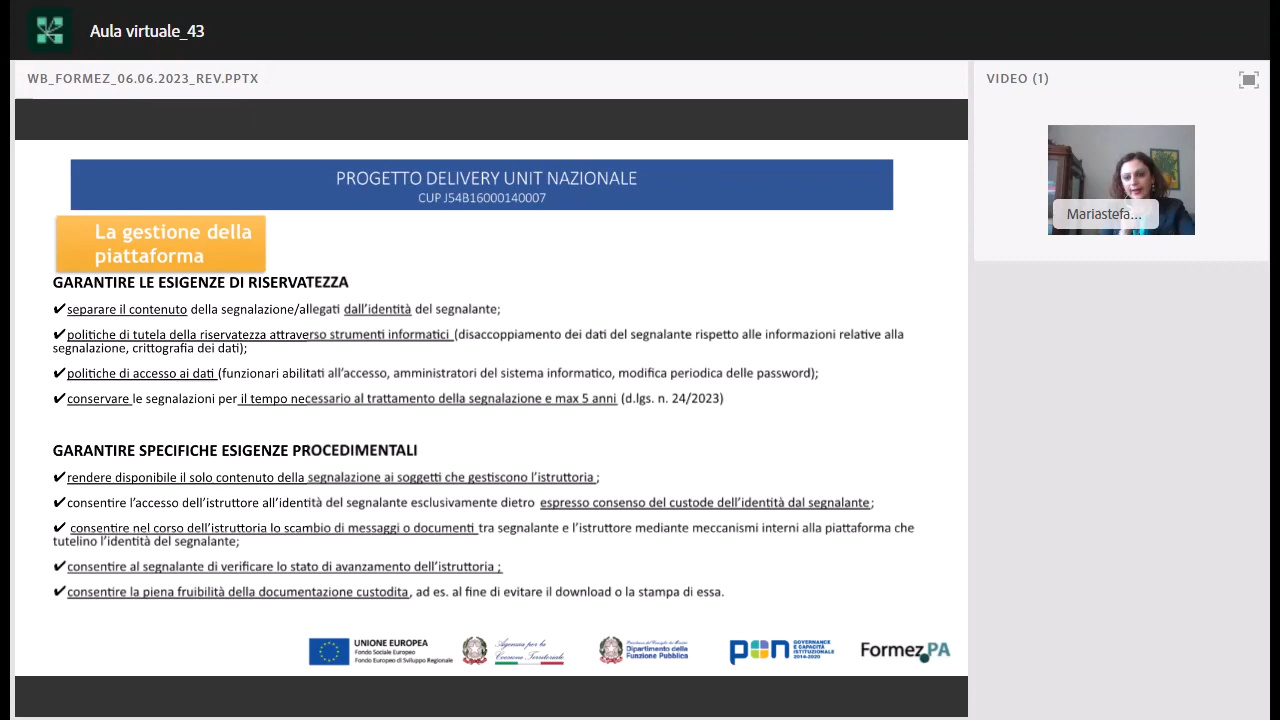 Aula virtuale_43
WB_FORMEZ_06.06.2023_REV.PPTX
VIDEO (1)
Mariastefa...
PROGETTO DELIVERY UNIT NAZIONALE
CUP J54B16000140007
La gestione della
piattaforma
GARANTIRE LE ESIGENZE DI RISERVATEZZA
✔separare il contenuto della segnalazione/allegati dall'identità del segnalante;
✔politiche di tutela della riservatezza attraverso strumenti informatici (disaccoppiamento dei dati del segnalante rispetto alle informazioni relative alla
segnalazione, crittografia dei dati);
✔politiche di accesso ai dati (funzionari abilitati all'accesso, amministratori del sistema informatico, modifica periodica delle password);
✔conservare le segnalazioni per il tempo necessario al trattamento della segnalazione e max 5 anni (d.lgs. n. 24/2023)
GARANTIRE SPECIFICHE ESIGENZE PROCEDIMENTALI
✔rendere disponibile il solo contenuto della segnalazione ai soggetti che gestiscono l'istruttoria ;
✔consentire l'accesso dell'istruttore all'identità del segnalante esclusivamente dietro espresso consenso del custode dell'identità dal segnalante;
✔ consentire nel corso dell'istruttoria lo scambio di messaggi o documenti tra segnalante e l'istruttore mediante meccanismi interni alla piattaforma che
tutelino l'identità del segnalante;
✔consentire al segnalante di verificare lo stato di avanzamento dell'istruttoria ;
✔consentire la piena fruibilità della documentazione custodita, ad es. al fine di evitare il download o la stampa di essa.
UNIONE EUROPEA
Fondo Sociale Europeo
Fondo Europeo di Sviluppo Regionale
Agenzia per la
Coesione Territoriale
Presidenza del Consiglio dei Ministri
Dipartimento della
Funzione Pubblica
pon
GOVERNANCE
E CAPACITÀ
ISTITUZIONALE
2014-2020
FormezPA